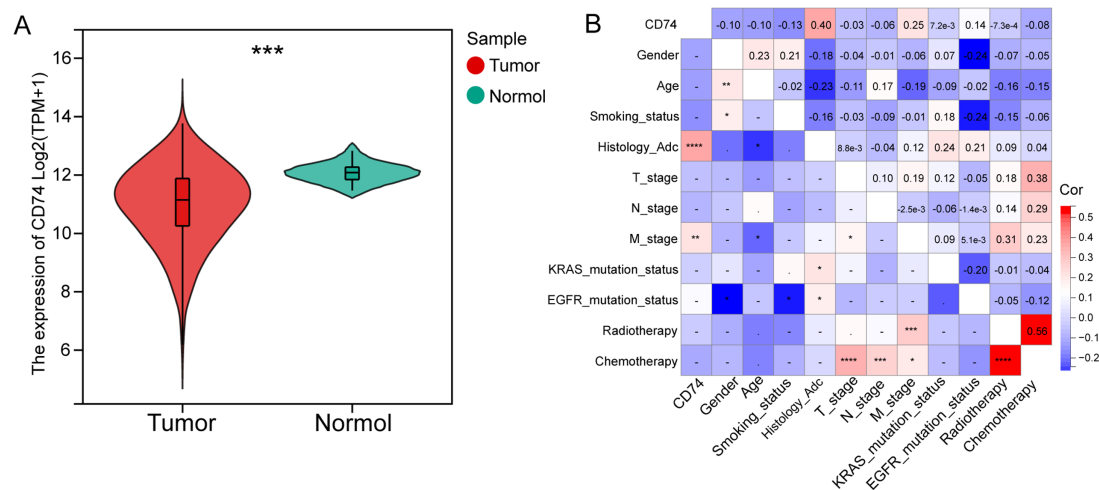 A
The expression of CD74 Log2(TPM+1)
16
14
12
10
8
6
***
Tumor
Normol
Sample
Tumor
Normol
B
CD74 -0.10 -0.10 -0.13 0.40 -0.03 -0.06 0.25 7.2e-3 0.14 -7.3e-4 -0.08
Gender - 0.23 0.21 -0.18 -0.04 -0.01 -0.06 0.07 -0.24 -0.07 -0.05
Age - ** -0.02 -0.23 -0.11 0.17 -0.19 -0.09 -0.02 -0.16 -0.15
Smoking_status - * - -0.16 -0.03 -0.09 -0.01 0.18 -0.24 -0.15 -0.06
Histology_Adc **** . * . 8.8e-3 -0.04 0.12 0.24 0.21 0.09 0.04
T_stage - - - - - 0.10 0.19 0.12 -0.05 0.18 0.38
N_stage - - . - - - -2.5e-3 -0.06 -1.4e-3 0.14 0.29
M_stage ** - * - - * - 0.09 5.1e-3 0.31 0.23
KRAS_mutation_status - - - . * - - - -0.20 -0.01 -0.04
EGFR_mutation_status - * - * * - - - . -0.05 -0.12
Radiotherapy - - . - - . - *** - - 0.56
Chemotherapy - - . - - **** *** * - - ****
CD74
Gender
Age
Smoking_status
Histology_Adc
T_stage
N_stage
M_stage
KRAS_mutation_status
EGFR_mutation_status
Radiotherapy
Chemotherapy
Cor
0.5
0.4
0.3
0.2
0.1
0.0
-0.1
-0.2